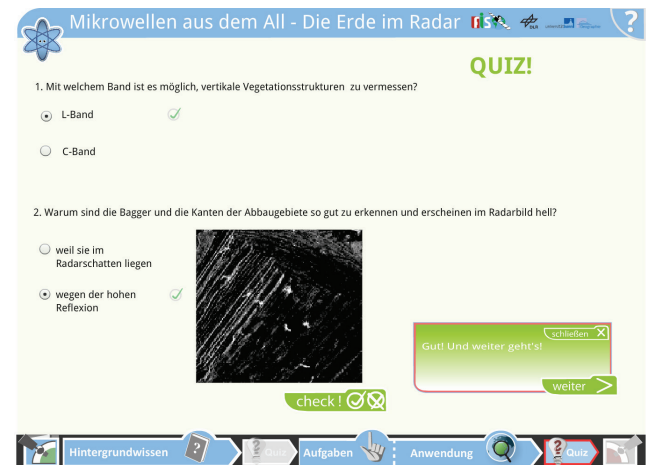 Mikrowellen aus dem All - Die Erde im Radar
?
QUIZ!
1. Mit welchem Band ist es möglich, vertikale Vegetationsstrukturen zu vermessen?
L-Band
C-Band
2. Warum sind die Bagger und die Kanten der Abbaugebiete so gut zu erkennen und erscheinen im Radarbild hell?
weil sie im
Radarschatten liegen
wegen der hohen
Reflexion
schließen X
Gut! Und weiter geht's!
weiter >
check !
Hintergrundwissen ? Quiz Aufgaben Anwendung Quiz